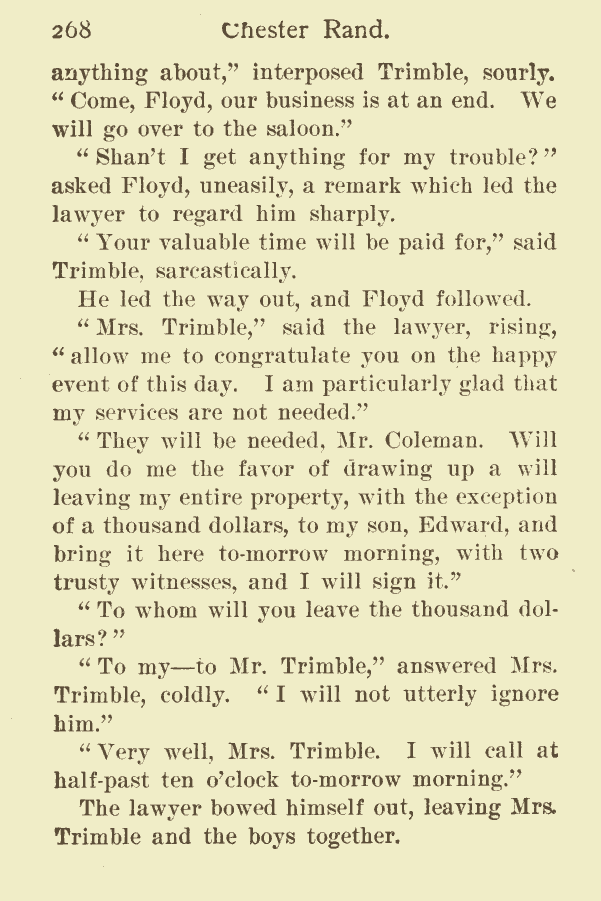 268 Chester Rand.
anything about,” interposed Trimble, sourly.
“ Come, Floyd, our business is at an end. We
will go over to the saloon.”
“ Shan’t I get anything for my trouble? ”
asked Floyd, uneasily, a remark which led the
lawyer to regard him sharply.
“ Your valuable time will be paid for,” said
Trimble, sarcastically.
He led the way out, and Floyd followed.
“ Mrs. Trimble,” said the lawyer, rising,
“ allow me to congratulate you on the happy
event of this day. I am particularly glad that
my services are not needed.”
“ They will be needed, Mr. Coleman. Will
you do me the favor of drawing up a will
leaving my entire property, with the exception
of a thousand dollars, to my son, Edward, and
bring it here to-morrow morning, with two
trusty witnesses, and I will sign it.”
“ To whom will you leave the thousand dol-
lars? ”
“ To my—to Mr. Trimble,” answered Mrs.
Trimble, coldly. “ I will not utterly ignore
him.”
“ Very well, Mrs. Trimble. I will call at
half-past ten o’clock to-morrow morning.”
The lawyer bowed himself out, leaving Mrs.
Trimble and the boys together.